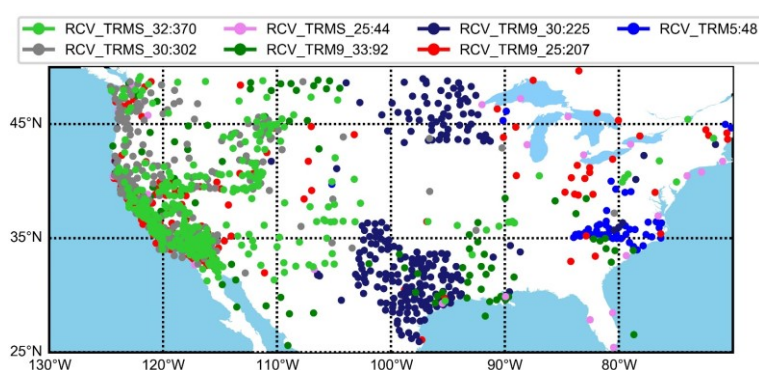 RCV_TRMS_32:370 RCV_TRMS_25:44 RCV_TRM9_30:225 RCV_TRM5:48
RCV_TRMS_30:302 RCV_TRM9_33:92 RCV_TRM9_25:207
45°N
35°N
25°N
130°W 120°W 110°W 100°W 90°W 80°W